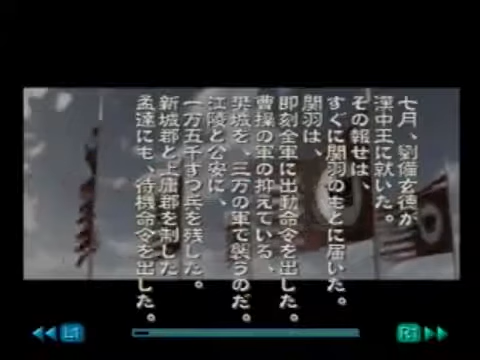 七月、劉備玄徳が
漢中王に就いた。
その報せは、
すぐに関羽のもとに届いた。
関羽は、
即刻全軍に出動命令を出した。
曹操の軍の抑えている、
樊城を、三万の軍で襲うのだ。
江陵と公安に、
一万五千ずつ兵を残した。
新城郡と上庸郡を制した
孟達にも、待機命令を出した。
L1
R1